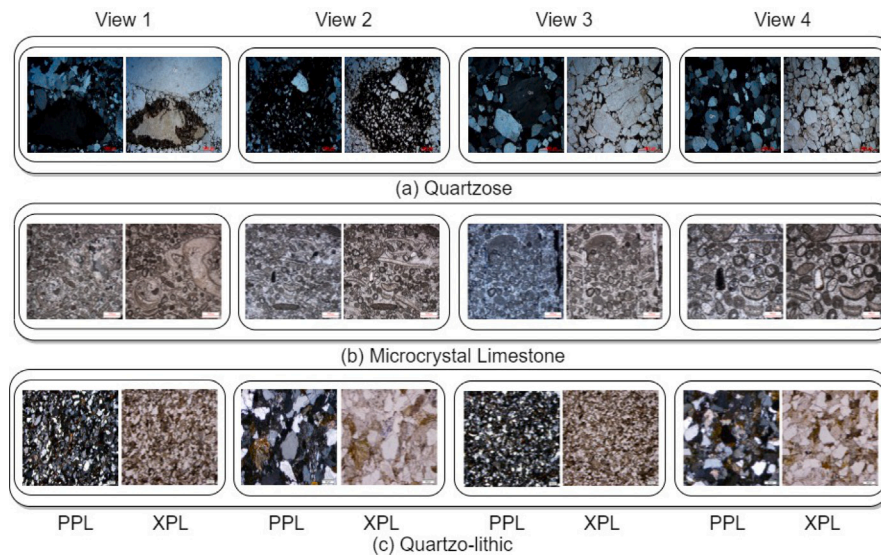 View 1 View 2 View 3 View 4
(a) Quartzose
(b) Microcrystal Limestone
PPL XPL PPL XPL PPL XPL PPL XPL
(c) Quartzo-lithic